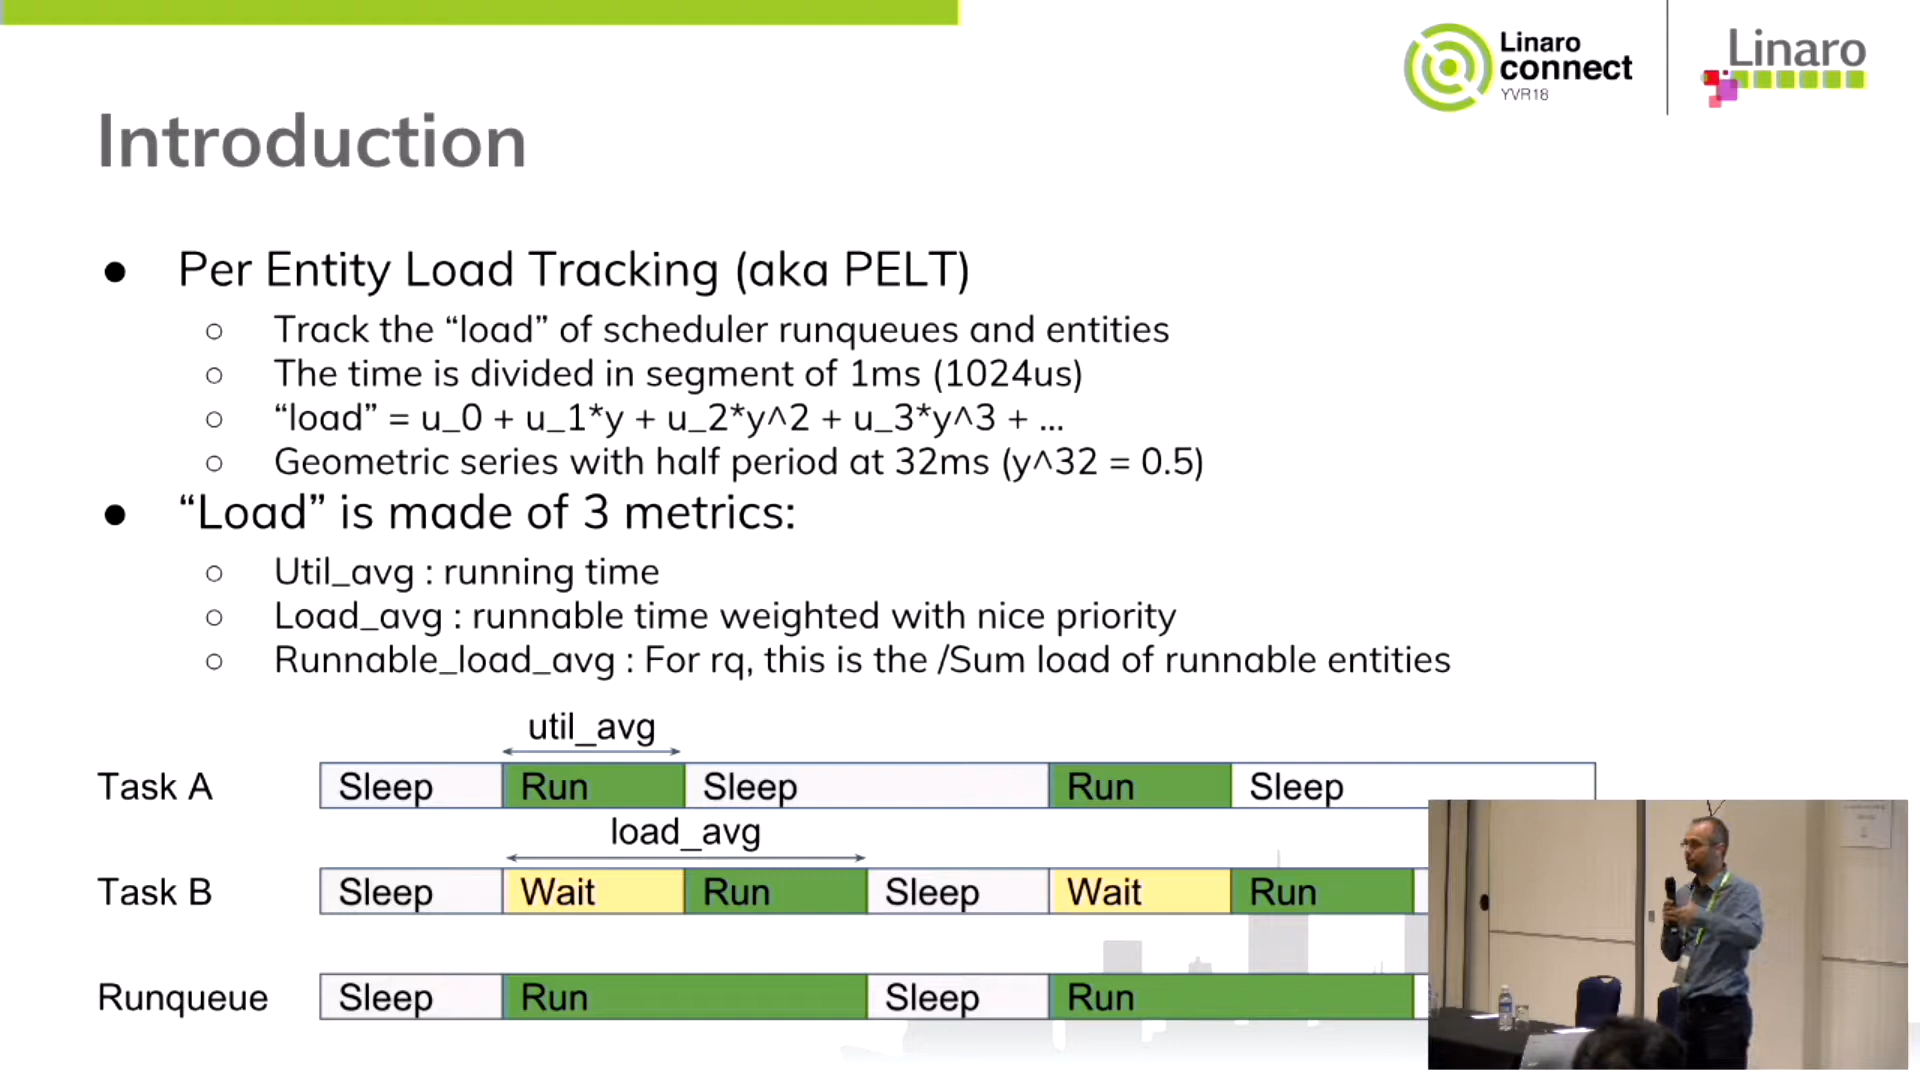 Linaro
connect
YVR18
Linaro
Introduction
● Per Entity Load Tracking (aka PELT)
○ Track the “load” of scheduler runqueues and entities
○ The time is divided in segment of 1ms (1024us)
○ “load” = u_0 + u_1*y + u_2*y^2 + u_3*y^3 + ...
○ Geometric series with half period at 32ms (y^32 = 0.5)
● “Load” is made of 3 metrics:
○ Util_avg : running time
○ Load_avg : runnable time weighted with nice priority
○ Runnable_load_avg : For rq, this is the /Sum load of runnable entities
util_avg
Task A Sleep Run Sleep Run Sleep
load_avg
Task B Sleep Wait Run Sleep Wait Run
Runqueue Sleep Run Sleep Run